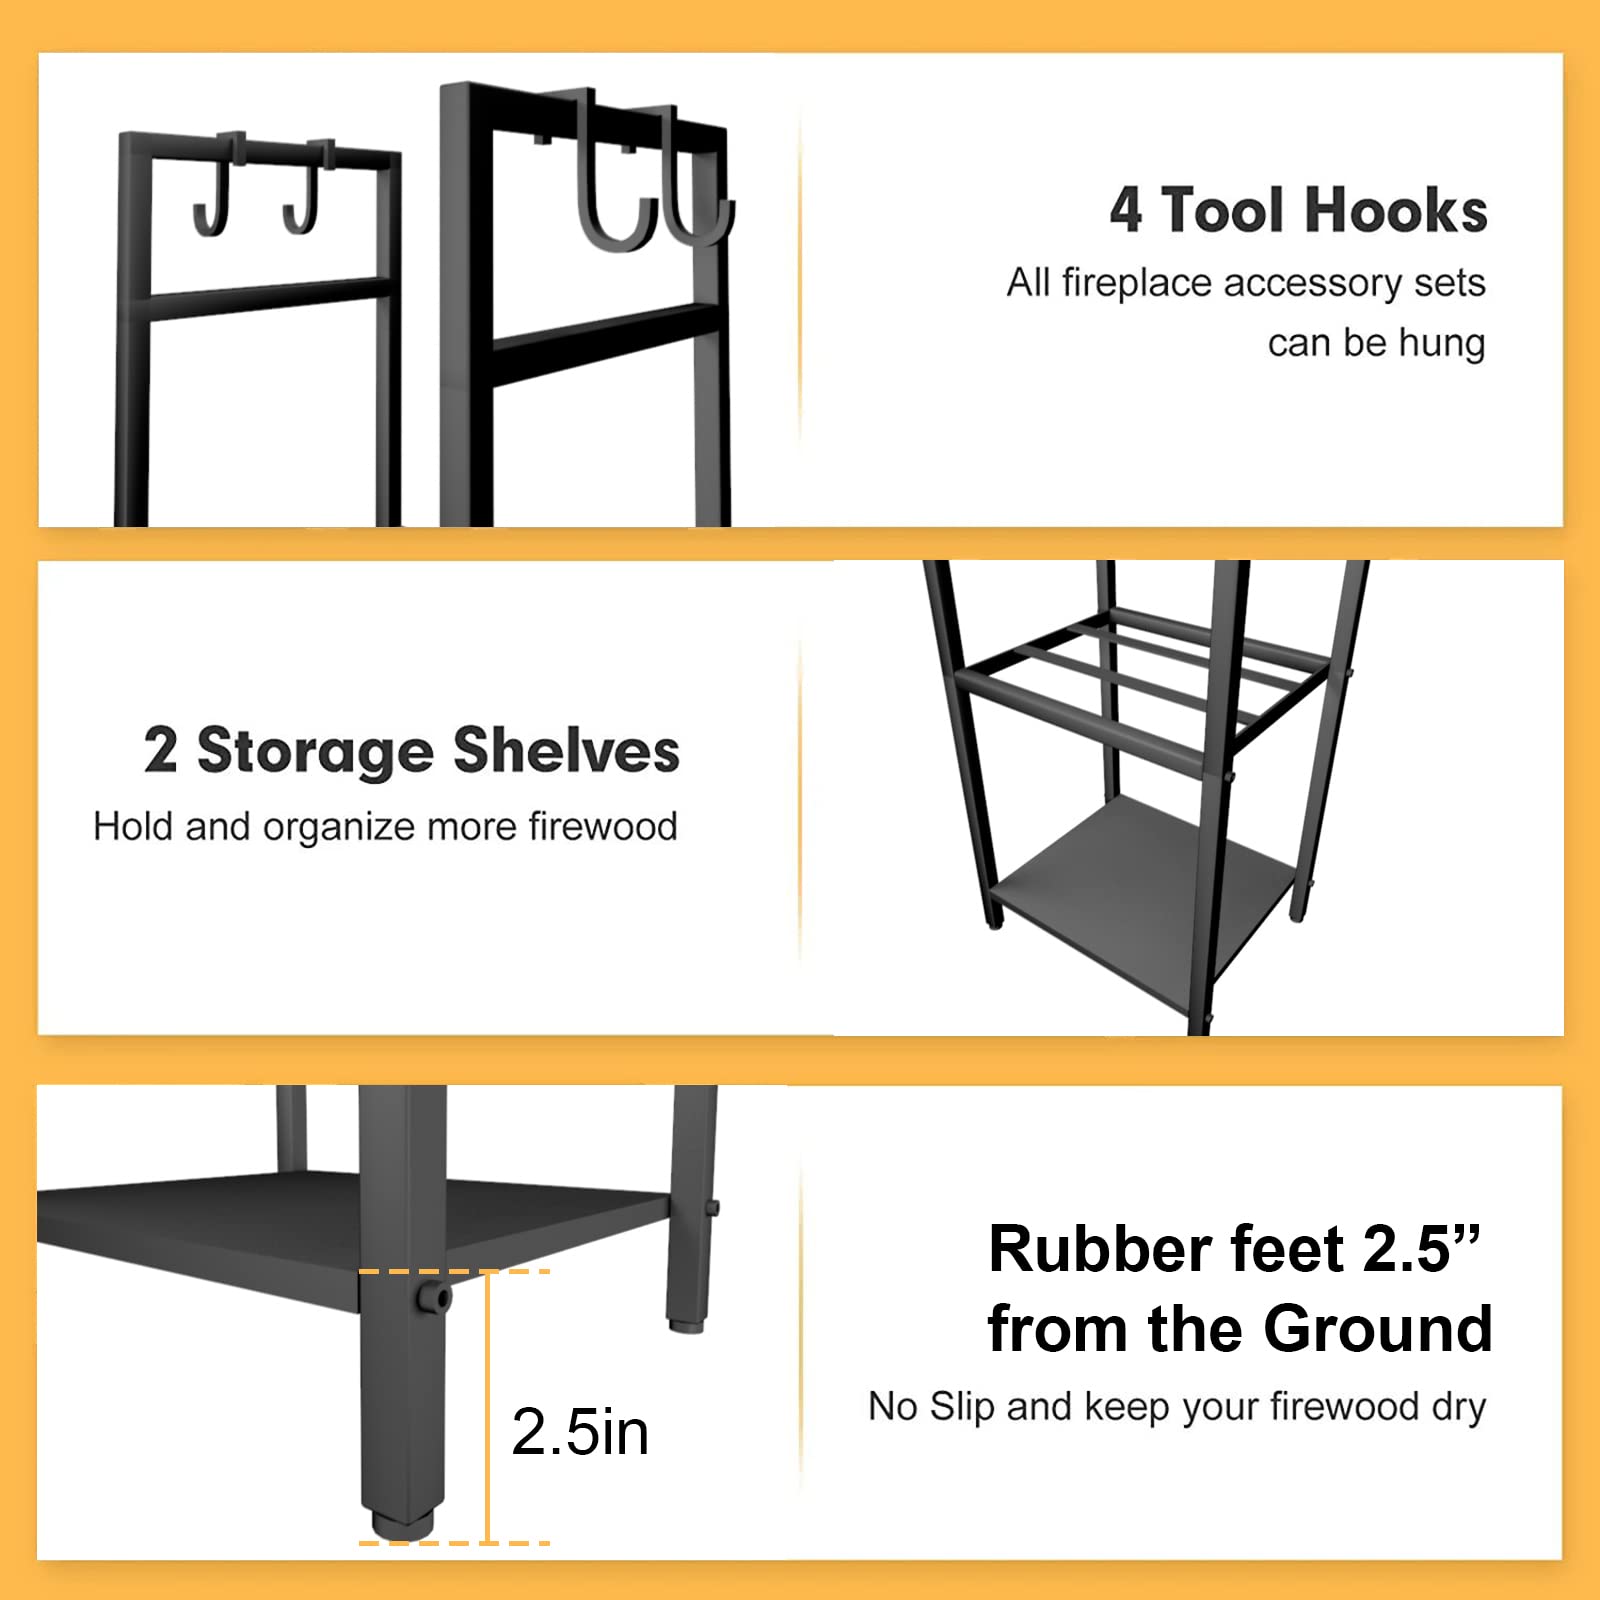 4 Tool Hooks
All fireplace accessory sets
can be hung
2 Storage Shelves
Hold and organize more firewood
2.5in
Rubber feet 2.5”
from the Ground
No Slip and keep your firewood dry